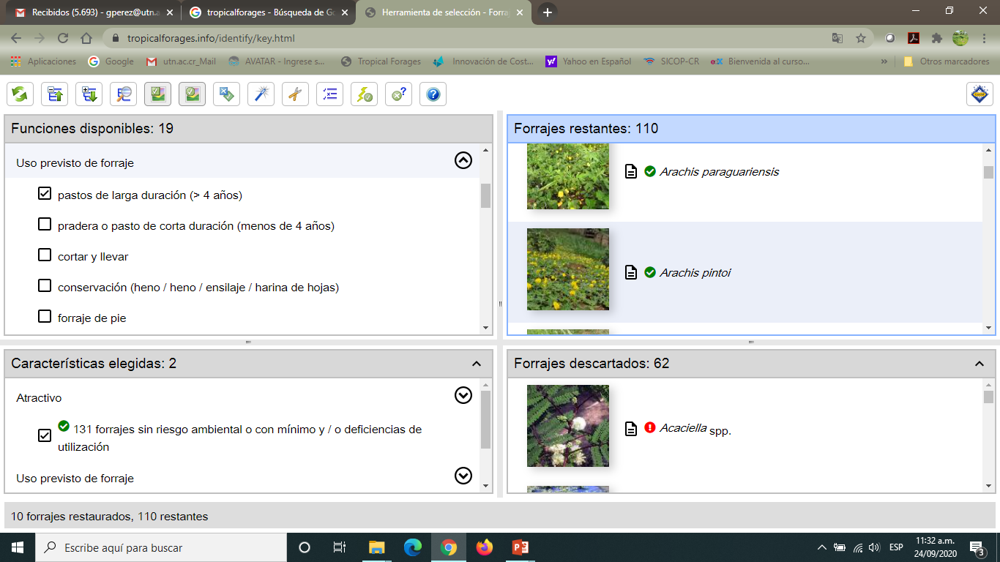 Recibidos (5.693) - gperez@utn.a
tropicalforages - Búsqueda de Go
Herramienta de selección - Forra
tropicalforages.info/identify/key.html
Aplicaciones
Google
utn.ac.cr_Mail
AVATAR - Ingrese s...
Tropical Forages
Innovación de Cost...
Yahoo en Español
SICOP-CR
Bienvenida al curso...
»
Otros marcadores
Funciones disponibles: 19
Uso previsto de forraje
pastos de larga duración (> 4 años)
pradera o pasto de corta duración (menos de 4 años)
cortar y llevar
conservación (heno / heno / ensilaje / harina de hojas)
forraje de pie
Forrajes restantes: 110
Arachis paraguariensis
Arachis pintoi
Características elegidas: 2
Atractivo
131 forrajes sin riesgo ambiental o con mínimo y / o deficiencias de
utilización
Uso previsto de forraje
Forrajes descartados: 62
Acaciella spp.
10 forrajes restaurados, 110 restantes
Escribe aquí para buscar
ESP
11:32 a.m.
24/09/2020
3